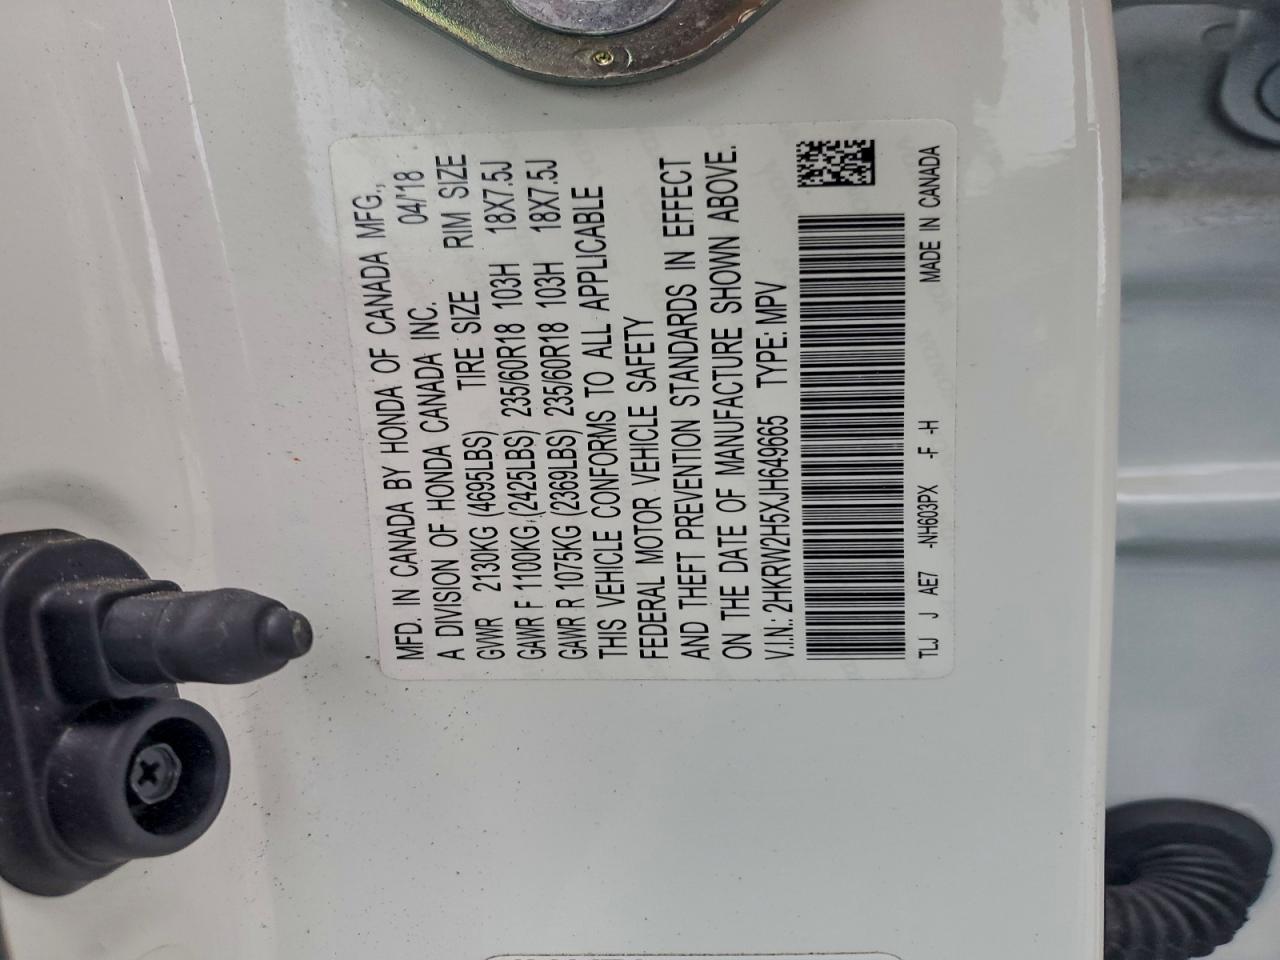 MFD. IN CANADA BY HONDA OF CANADA MFG.,
A DIVISION OF HONDA CANADA INC. 04/'18
GVWR 2130KG (4695LBS) TIRE SIZE RIM SIZE
GAWR F 1100KG (2425LBS) 235/60R18 103H 18X7.5J
GAWR R 1075KG (2369LBS) 235/60R18 103H 18X7.5J
THIS VEHICLE CONFORMS TO ALL APPLICABLE
FEDERAL MOTOR VEHICLE SAFETY
AND THEFT PREVENTION STANDARDS IN EFFECT
ON THE DATE OF MANUFACTURE SHOWN ABOVE.
V.I.N.: 2HKRW2H5XJH649665 TYPE: MPV
TLJ J AE7 -NH603PX -F -H MADE IN CANADA